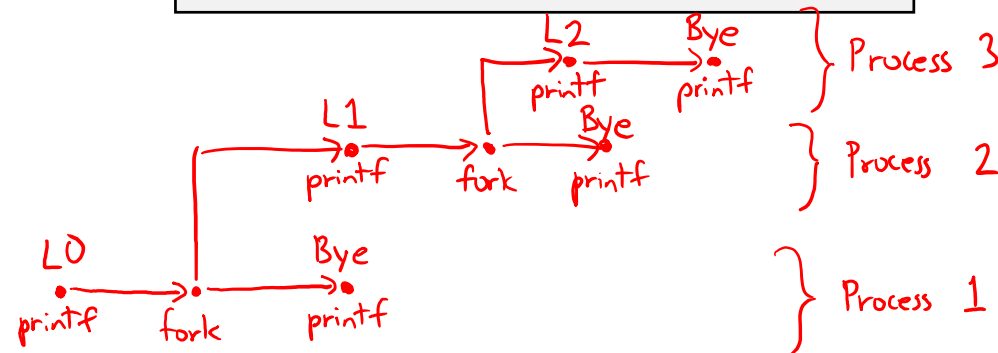 L2 Bye
printf printf
Process 3
L1 Bye
printf fork printf
Process 2
L0 Bye
printf fork printf
Process 1